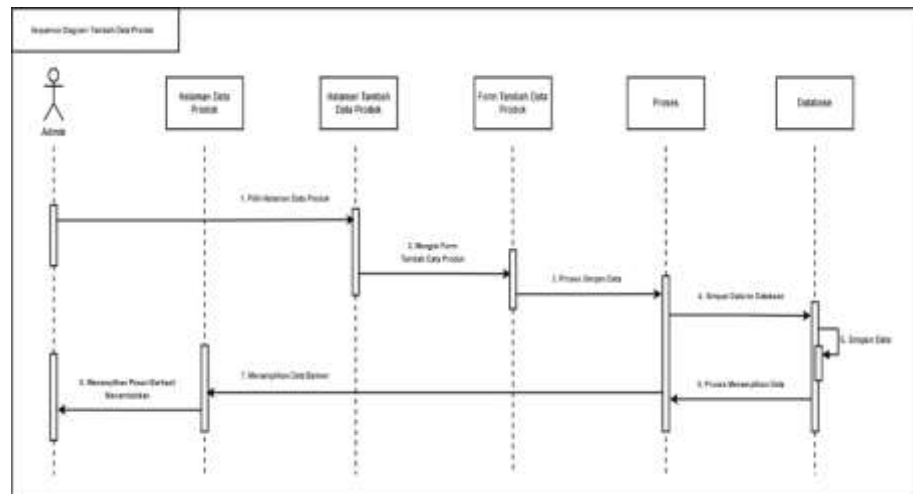 Sequence Diagram Tambah Data Produk
Admin
Halaman Data
Produk
Halaman Tambah
Data Produk
Form Tambah Data
Produk
Proses
Database
1. Pilih Halaman Data Produk
2. Mengisi Form
Tambah Data Produk
3. Proses Simpan Data
4. Simpan Data ke Database
5. Simpan Data
6. Proses Menampilkan Data
7. Menampilkan Data
8. Menampilkan Pesan Berhasil
Menambahkan